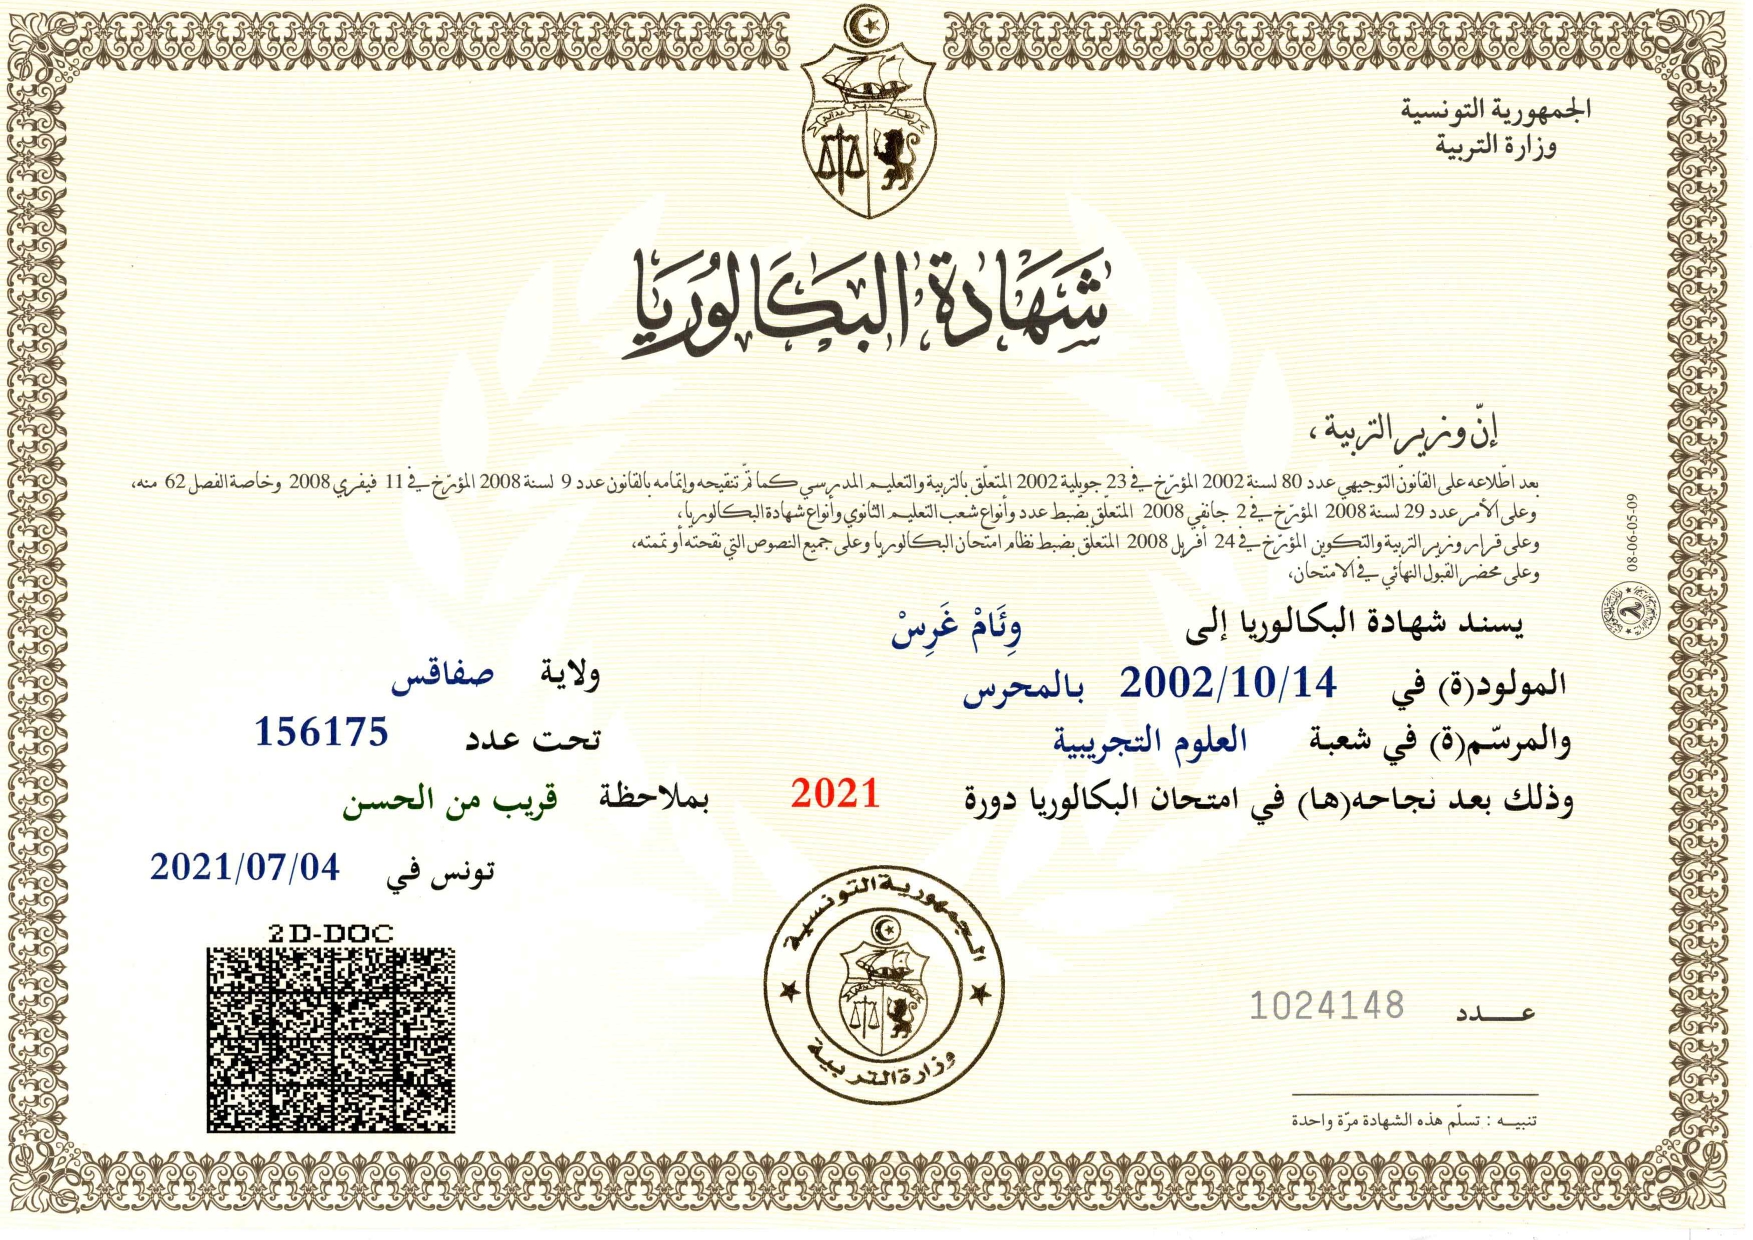 الجمهورية التونسية
وزارة التربية
شهادة البكالوريا
إنّ وزير التربية،
بعد اطّلاعه على القانون التوجيهي عدد 80 لسنة 2002 المؤرّخ في 23 جويلية 2002 المتعلّق بالتربية والتعليم المدرسي كما تمّ تنقيحه وإتمامه بالقانون عدد 9 لسنة 2008 المؤرّخ في 11 فيفري 2008 وخاصة الفصل 62 منه،
وعلى الأمر عدد 29 لسنة 2008 المؤرّخ في 2 جانفي 2008 المتعلّق بضبط عدد وأنواع شعب التعليم الثانوي وأنواع شهادة البكالوريا،
وعلى قرار وزير التربية والتكوين المؤرّخ في 24 أفريل 2008 المتعلّق بضبط نظام امتحان البكالوريا وعلى جميع النصوص التي نقحته أو تممته،
وعلى محضر القبول النهائي في الامتحان،
يسند شهادة البكالوريا إلى وِئَامْ غَرِسْ
المولود(ة) في 2002/10/14 بالمحرس ولاية صفاقس
والمرسّم(ة) في شعبة العلوم التجريبية تحت عدد 156175
وذلك بعد نجاحه(ها) في امتحان البكالوريا دورة 2021 بملاحظة قريب من الحسن
تونس في 2021/07/04
2D-DOC
الجمهورية التونسية
وزارة التربية
عدد 1024148
تنبيه : تسلّم هذه الشهادة مرّة واحدة
08-06-05-09